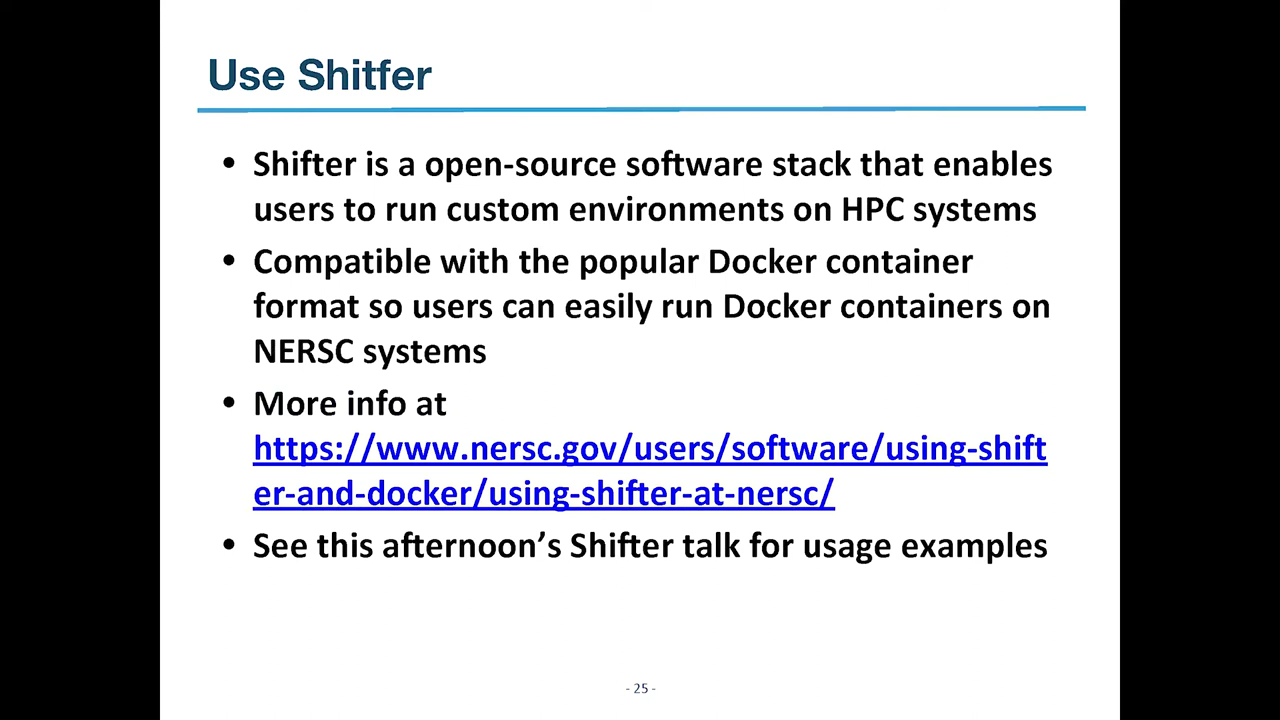 Use Shitfer
• Shifter is a open-source software stack that enables
users to run custom environments on HPC systems
• Compatible with the popular Docker container
format so users can easily run Docker containers on
NERSC systems
• More info at
https://www.nersc.gov/users/software/using-shift
er-and-docker/using-shifter-at-nersc/
• See this afternoon’s Shifter talk for usage examples
- 25 -